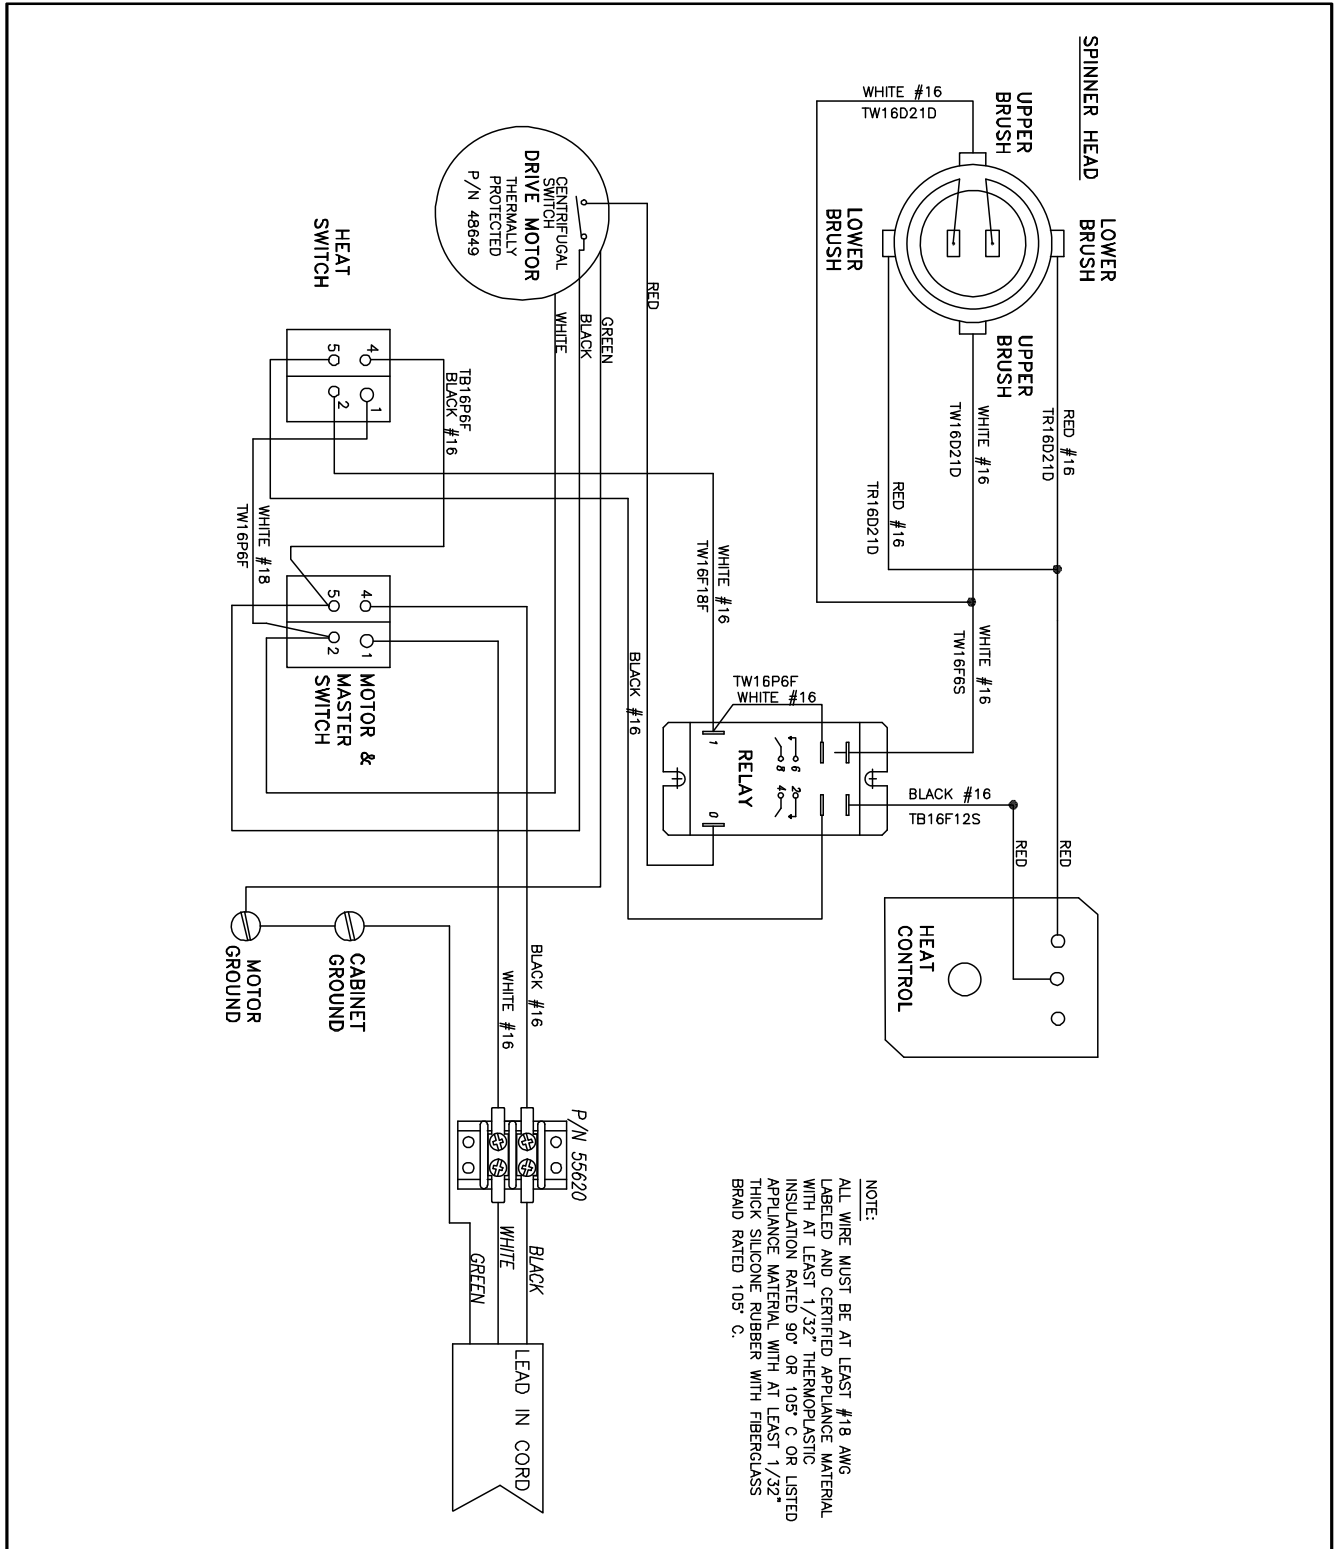 SPINNER HEAD
UPPER
BRUSH
LOWER
BRUSH
LOWER
BRUSH
UPPER
BRUSH
WHITE #16
TW16D21D
RED #16
TR16D21D
WHITE #16
TW16D21D
RED #16
TR16D21D
WHITE #16
TW16F6S
BLACK #16
TB16F12S
RED
RED
HEAT
CONTROL
DRIVE MOTOR
CENTRIFUGAL
SWITCH
THERMALLY
PROTECTED
P/N 48649
RED
GREEN
BLACK
WHITE
HEAT
SWITCH
4
5
1
2
TB16P6F
BLACK #16
WHITE #18
TW16P6F
WHITE #16
TW16F18F
BLACK #16
TW16P6F
WHITE #16
RELAY
1
0
6
8
2
4
4
5
1
2
MOTOR &
MASTER
SWITCH
CABINET
GROUND
MOTOR
GROUND
BLACK #16
WHITE #16
P/N 55620
BLACK
WHITE
GREEN
LEAD IN CORD
NOTE:
ALL WIRE MUST BE AT LEAST #18 AWG
LABELED AND CERTIFIED APPLIANCE MATERIAL
WITH AT LEAST 1/32" THERMOPLASTIC
INSULATION RATED 90° OR 105° C OR LISTED
APPLIANCE MATERIAL WITH AT LEAST 1/32"
THICK SILICONE RUBBER WITH FIBERGLASS
BRAID RATED 105° C.